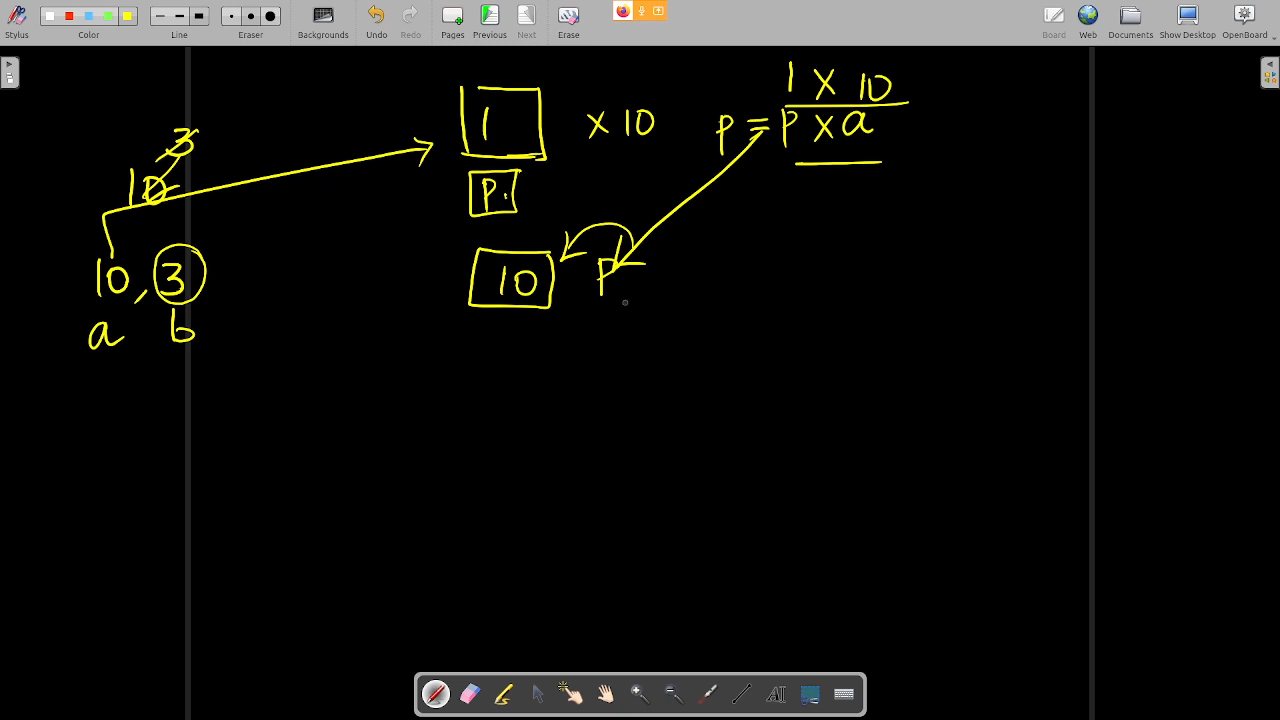 Stylus Color Line Eraser Backgrounds Undo Redo Pages Previous Next Erase Board Web Documents Show Desktop OpenBoard
1 x 10
1 x 10 p = p x a
10 3
p.
10, 3 10 p
a b
AI